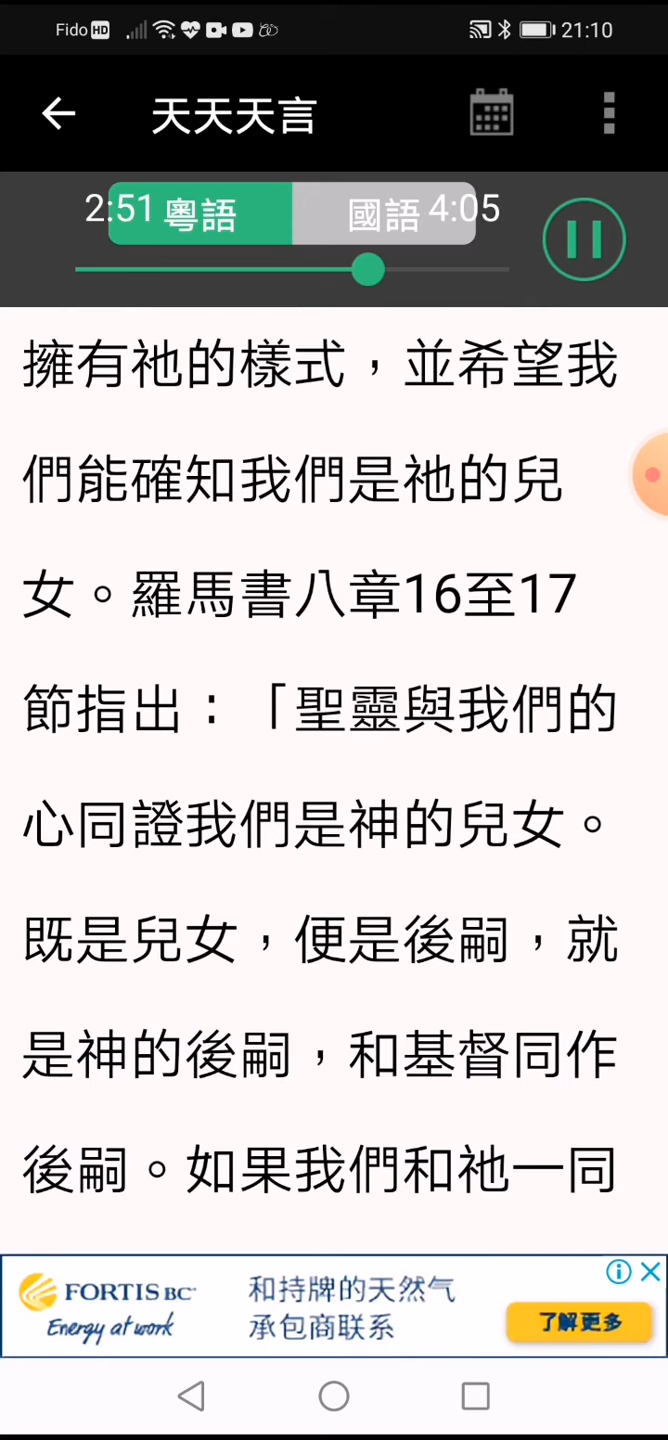 Fido HD 21:10
天天天言
2:51 粵語 國語 4:05
擁有祂的樣式，並希望我
們能確知我們是祂的兒
女。羅馬書八章16至17
節指出：「聖靈與我們的
心同證我們是神的兒女。
既是兒女，便是後嗣，就
是神的後嗣，和基督同作
後嗣。如果我們和祂一同
FORTIS BC
Energy at work
和持牌的天然气
承包商联系
了解更多